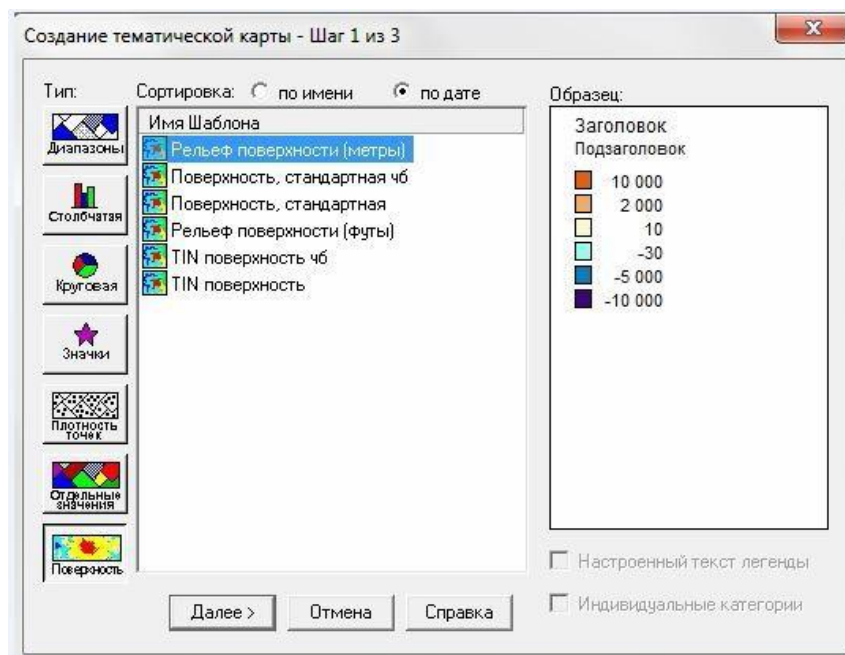 Создание тематической карты - Шаг 1 из 3
Тип:
Сортировка: по имени по дате
Образец:
Диапазоны
Столбчатая
Круговая
Значки
Плотность
точек
Отдельные
значения
Поверхность
Имя Шаблона
Рельеф поверхности (метры)
Поверхность, стандартная чб
Поверхность, стандартная
Рельеф поверхности (футы)
TIN поверхность чб
TIN поверхность
Заголовок
Подзаголовок
10 000
2 000
10
-30
-5 000
-10 000
Настроенный текст легенды
Индивидуальные категории
Далее > Отмена Справка